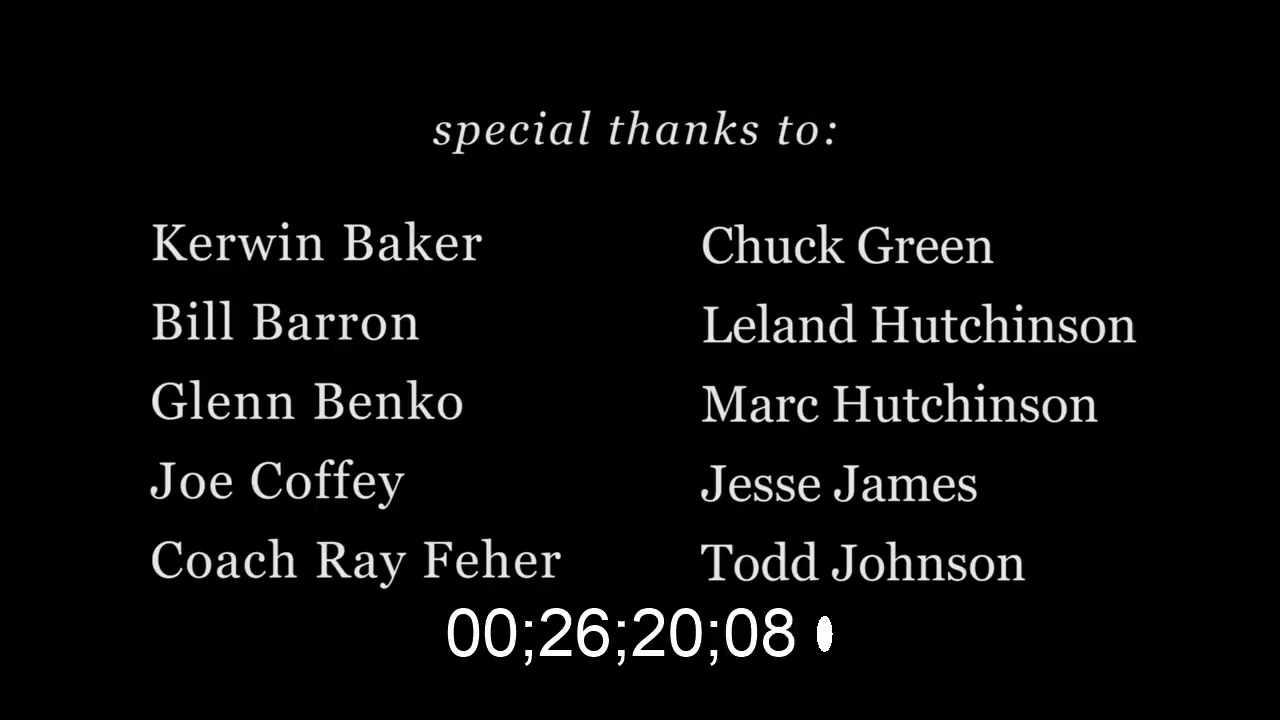 special thanks to:
Kerwin Baker
Bill Barron
Glenn Benko
Joe Coffey
Coach Ray Feher
Chuck Green
Leland Hutchinson
Marc Hutchinson
Jesse James
Todd Johnson
00;26;20;08